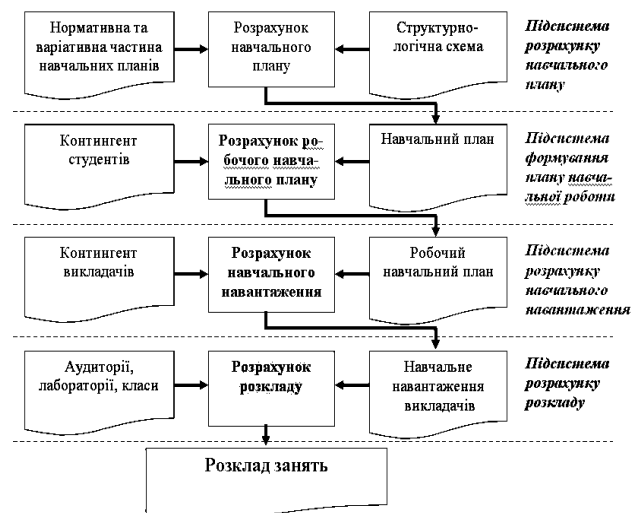 Нормативна та
варіативна частина
навчальних планів
Розрахунок
навчального
плану
Структурно-
логічна схема
Підсистема
розрахунку
навчального
плану
Контингент
студентів
Розрахунок ро-
бочого навча-
льного плану
Навчальний план
Підсистема
формування
плану навча-
льної роботи
Контингент
викладачів
Розрахунок
навчального
навантаження
Робочий
навчальний план
Підсистема
розрахунку
навчального
навантаження
Аудиторії,
лабораторії, класи
Розрахунок
розкладу
Навчальне
навантаження
викладачів
Підсистема
розрахунку
розкладу
Розклад занять